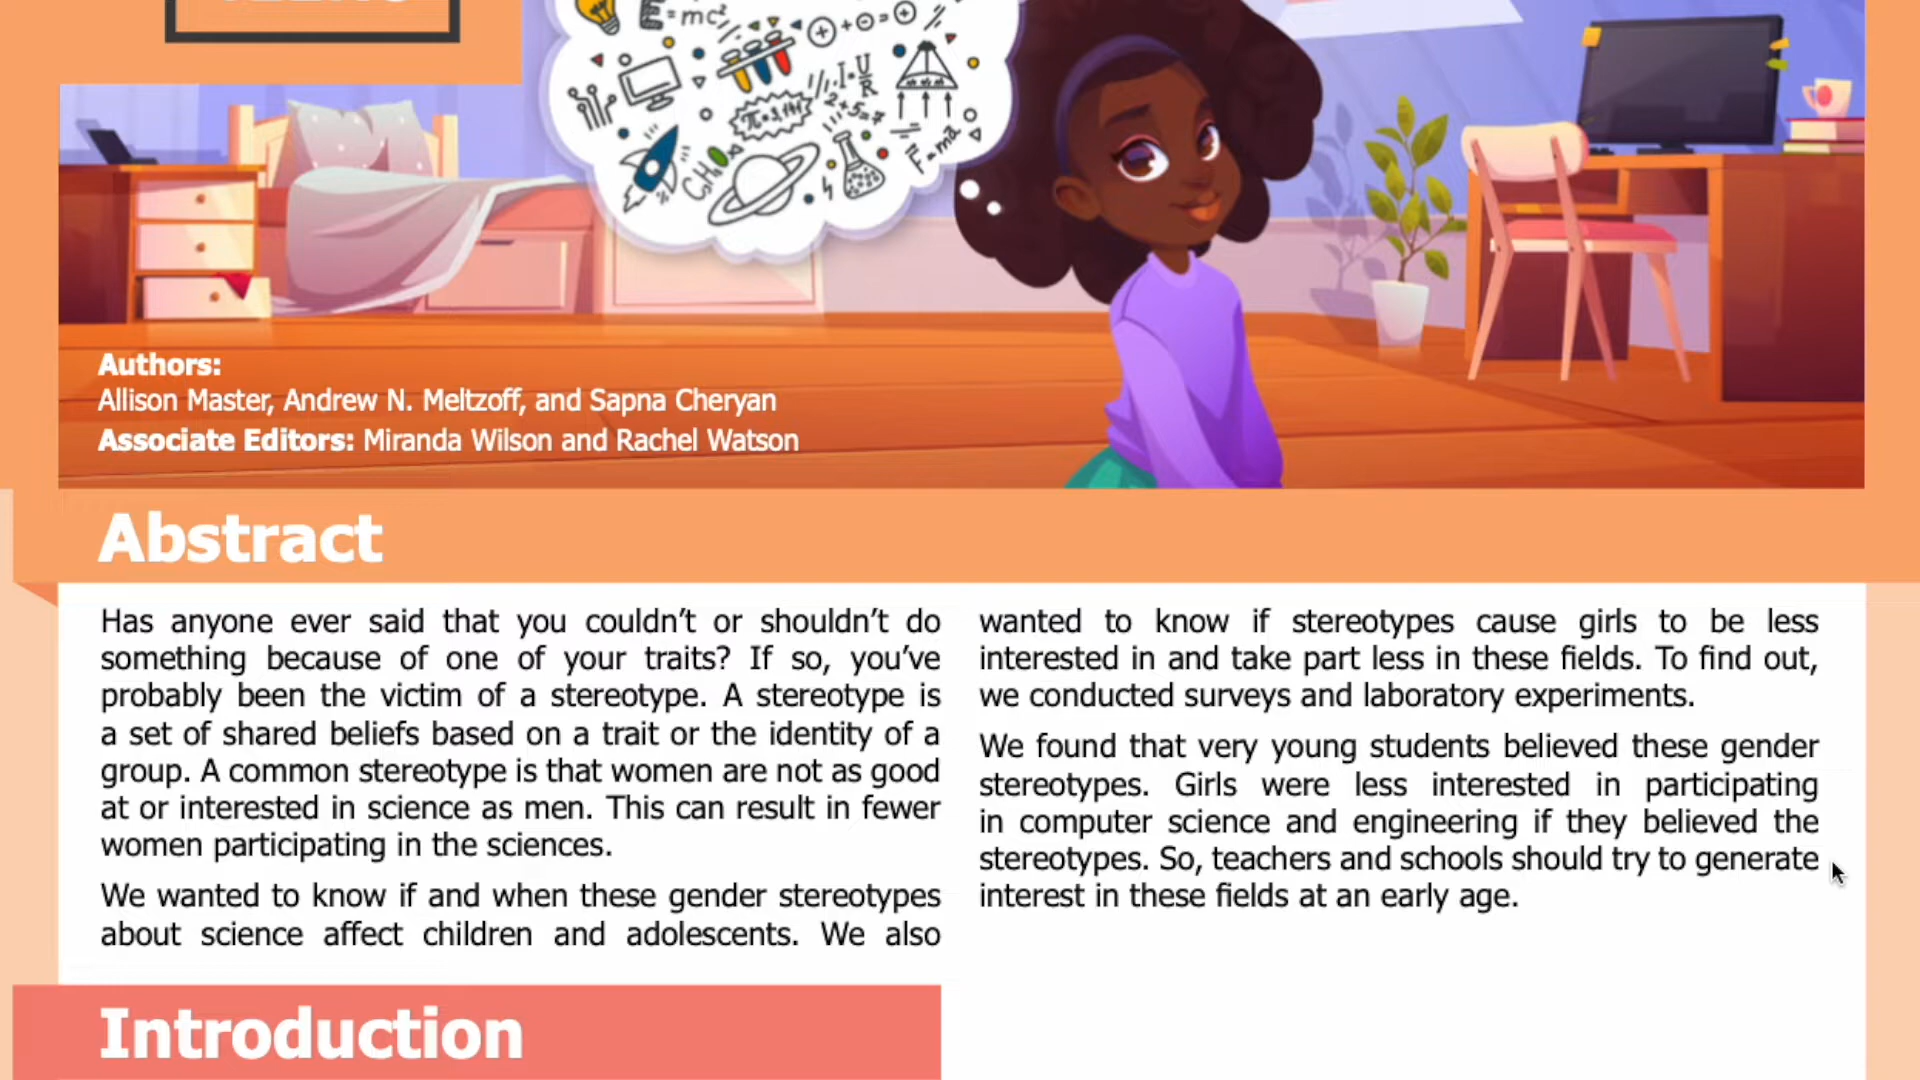 E=mc²
I=U/R
2+5=7
π=3,141
F=ma
Authors:
Allison Master, Andrew N. Meltzoff, and Sapna Cheryan
Associate Editors: Miranda Wilson and Rachel Watson
Abstract
Has anyone ever said that you couldn’t or shouldn’t do
something because of one of your traits? If so, you’ve
probably been the victim of a stereotype. A stereotype is
a set of shared beliefs based on a trait or the identity of a
group. A common stereotype is that women are not as good
at or interested in science as men. This can result in fewer
women participating in the sciences.
We wanted to know if and when these gender stereotypes
about science affect children and adolescents. We also
wanted to know if stereotypes cause girls to be less
interested in and take part less in these fields. To find out,
we conducted surveys and laboratory experiments.
We found that very young students believed these gender
stereotypes. Girls were less interested in participating
in computer science and engineering if they believed the
stereotypes. So, teachers and schools should try to generate
interest in these fields at an early age.
Introduction